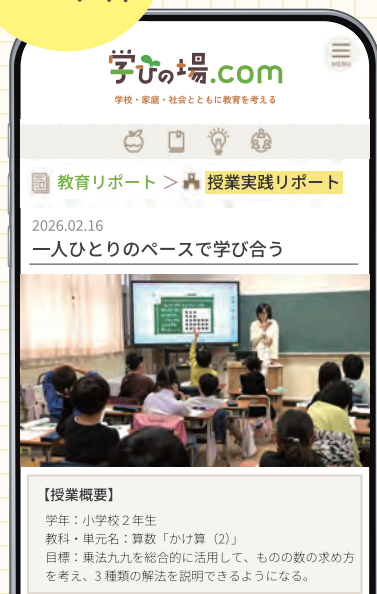 学びの場.com
MENU
学校・家庭・社会とともに教育を考える
教育リポート ＞ 授業実践リポート
2026.02.16
一人ひとりのペースで学び合う
【授業概要】
学年：小学校２年生
教科・単元名：算数「かけ算（2）」
目標：乗法九九を総合的に活用して、ものの数の求め方
を考え、3 種類の解法を説明できるようになる。